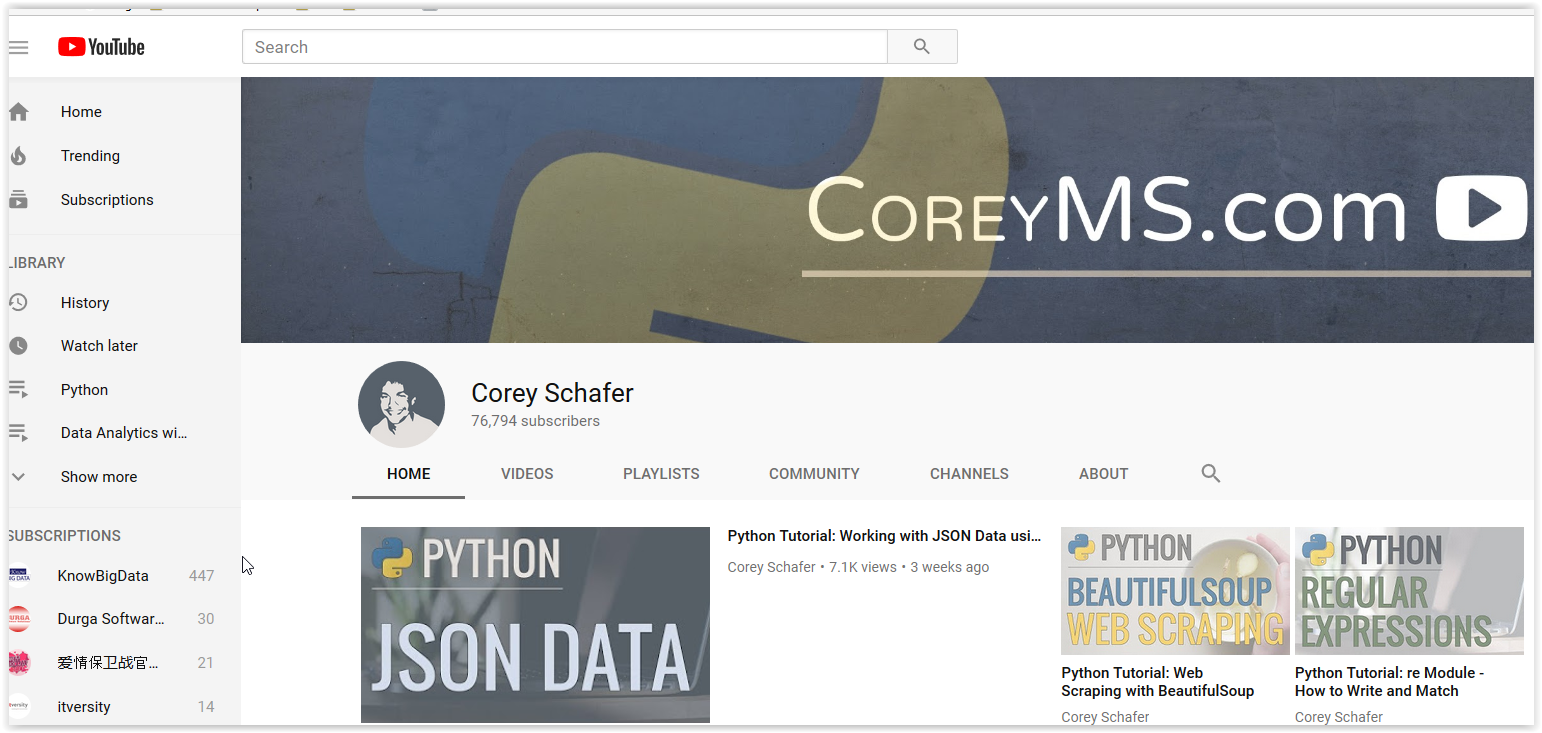 YouTube
Search
Home
Trending
Subscriptions
LIBRARY
History
Watch later
Python
Data Analytics wi...
Show more
SUBSCRIPTIONS
KnowBigData 447
Durga Softwar... 30
爱情保卫战官... 21
itversity 14
COREYMS.com
Corey Schafer
76,794 subscribers
HOME VIDEOS PLAYLISTS COMMUNITY CHANNELS ABOUT
PYTHON
JSON DATA
Python Tutorial: Working with JSON Data usi...
Corey Schafer • 7.1K views • 3 weeks ago
PYTHON
BEAUTIFULSOUP
WEB SCRAPING
Python Tutorial: Web
Scraping with BeautifulSoup
Corey Schafer
PYTHON
REGULAR
EXPRESSIONS
Python Tutorial: re Module -
How to Write and Match
Corey Schafer